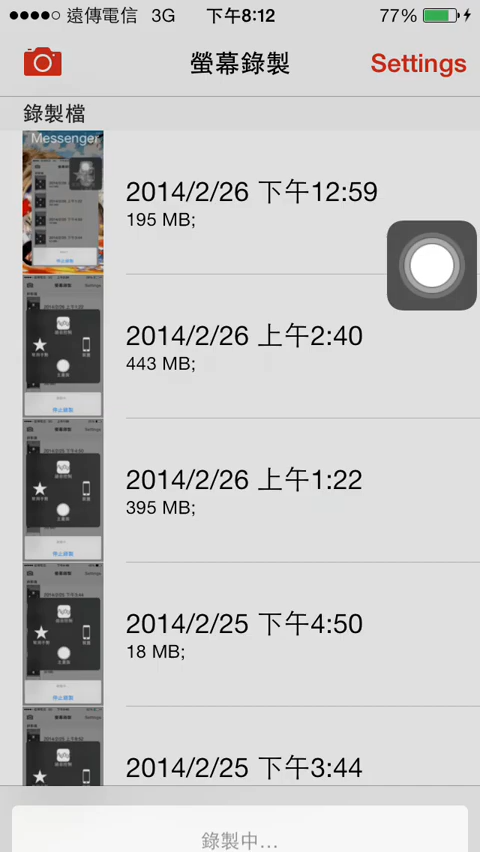 遠傳電信 3G 下午8:12 77%
螢幕錄製 Settings
錄製檔
Messenger
2014/2/26 下午12:59
195 MB;
2014/2/26 上午2:40
443 MB;
2014/2/26 上午1:22
395 MB;
2014/2/25 下午4:50
18 MB;
2014/2/25 下午3:44
錄製中...